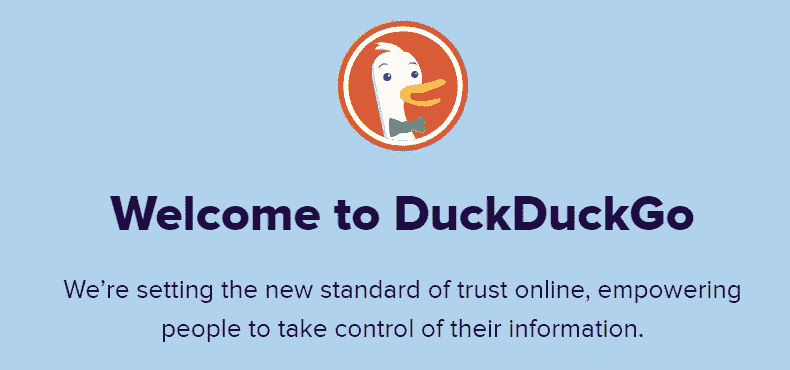 Welcome to DuckDuckGo
We're setting the new standard of trust online, empowering
people to take control of their information.